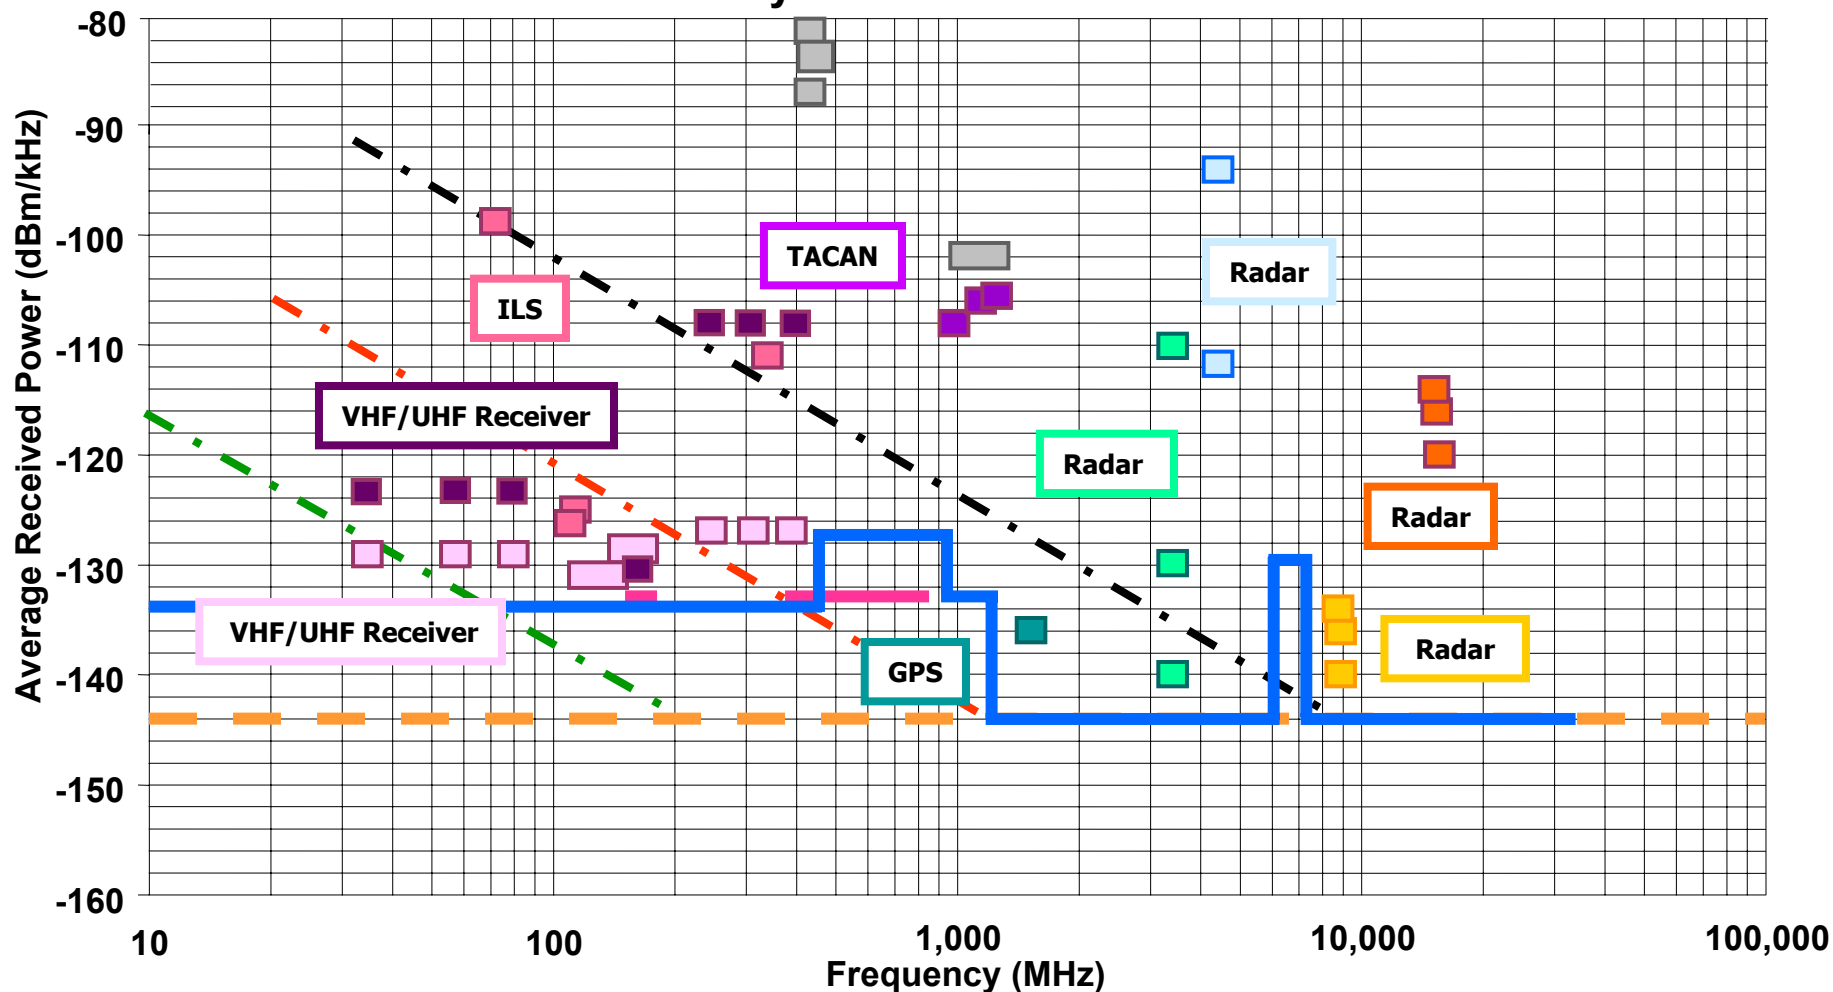 -80
-90
-100
-110
-120
-130
-140
-150
-160
Average Received Power (dBm/kHz)
TACAN
Radar
ILS
VHF/UHF Receiver
Radar
Radar
VHF/UHF Receiver
GPS
Radar
10
100
1,000
10,000
100,000
Frequency (MHz)